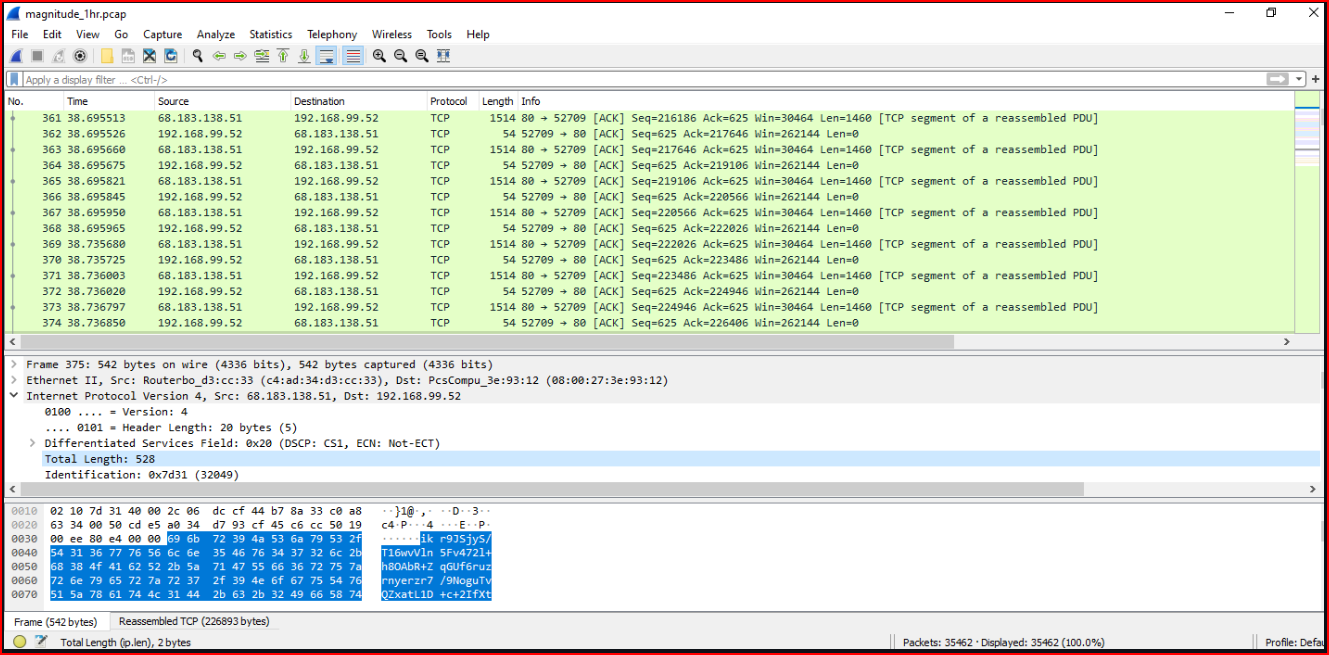 magnitude_1hr.pcap
File Edit View Go Capture Analyze Statistics Telephony Wireless Tools Help
Apply a display filter ... <Ctrl-/>
No. Time Source Destination Protocol Length Info
361 38.695513 68.183.138.51 192.168.99.52 TCP 1514 80 → 52709 [ACK] Seq=216186 Ack=625 Win=30464 Len=1460 [TCP segment of a reassembled PDU]
362 38.695526 192.168.99.52 68.183.138.51 TCP 54 52709 → 80 [ACK] Seq=625 Ack=217646 Win=262144 Len=0
363 38.695660 68.183.138.51 192.168.99.52 TCP 1514 80 → 52709 [ACK] Seq=217646 Ack=625 Win=30464 Len=1460 [TCP segment of a reassembled PDU]
364 38.695675 192.168.99.52 68.183.138.51 TCP 54 52709 → 80 [ACK] Seq=625 Ack=219106 Win=262144 Len=0
365 38.695821 68.183.138.51 192.168.99.52 TCP 1514 80 → 52709 [ACK] Seq=219106 Ack=625 Win=30464 Len=1460 [TCP segment of a reassembled PDU]
366 38.695845 192.168.99.52 68.183.138.51 TCP 54 52709 → 80 [ACK] Seq=625 Ack=220566 Win=262144 Len=0
367 38.695950 68.183.138.51 192.168.99.52 TCP 1514 80 → 52709 [ACK] Seq=220566 Ack=625 Win=30464 Len=1460 [TCP segment of a reassembled PDU]
368 38.695965 192.168.99.52 68.183.138.51 TCP 54 52709 → 80 [ACK] Seq=625 Ack=222026 Win=262144 Len=0
369 38.735680 68.183.138.51 192.168.99.52 TCP 1514 80 → 52709 [ACK] Seq=222026 Ack=625 Win=30464 Len=1460 [TCP segment of a reassembled PDU]
370 38.735725 192.168.99.52 68.183.138.51 TCP 54 52709 → 80 [ACK] Seq=625 Ack=223486 Win=262144 Len=0
371 38.736003 68.183.138.51 192.168.99.52 TCP 1514 80 → 52709 [ACK] Seq=223486 Ack=625 Win=30464 Len=1460 [TCP segment of a reassembled PDU]
372 38.736020 192.168.99.52 68.183.138.51 TCP 54 52709 → 80 [ACK] Seq=625 Ack=224946 Win=262144 Len=0
373 38.736797 68.183.138.51 192.168.99.52 TCP 1514 80 → 52709 [ACK] Seq=224946 Ack=625 Win=30464 Len=1460 [TCP segment of a reassembled PDU]
374 38.736850 192.168.99.52 68.183.138.51 TCP 54 52709 → 80 [ACK] Seq=625 Ack=226406 Win=262144 Len=0
Frame 375: 542 bytes on wire (4336 bits), 542 bytes captured (4336 bits)
Ethernet II, Src: Routerbo_d3:cc:33 (c4:ad:34:d3:cc:33), Dst: PcsCompu_3e:93:12 (08:00:27:3e:93:12)
Internet Protocol Version 4, Src: 68.183.138.51, Dst: 192.168.99.52
0100 .... = Version: 4
.... 0101 = Header Length: 20 bytes (5)
Differentiated Services Field: 0x20 (DSCP: CS1, ECN: Not-ECT)
Total Length: 528
Identification: 0x7d31 (32049)
0010 02 10 7d 31 40 00 2c 06 dc cf 44 b7 8a 33 c0 a8 ··}1@·,· ··D··3··
0020 63 34 00 50 cd e5 a0 34 d7 93 cf 45 c6 cc 50 19 c4·P···4 ···E··P·
0030 00 ee 80 e4 00 00 69 6b 72 39 4a 53 6a 79 53 2f ······ik r9JSjyS/
0040 54 31 36 77 76 56 6c 6e 35 46 76 34 37 32 6c 2b T16wvVln 5Fv472l+
0050 68 38 4f 41 62 52 2b 5a 71 47 55 66 36 72 75 7a h8OAbR+Z qGUf6ruz
0060 72 6e 79 65 72 7a 72 37 2f 39 4e 6f 67 75 54 76 rnyerzr7 /9NoguTv
0070 51 5a 78 61 74 4c 31 44 2b 63 2b 32 49 66 58 74 QZxatL1D +c+2IfXt
Frame (542 bytes) Reassembled TCP (226893 bytes)
Total Length (ip.len), 2 bytes Packets: 35462 · Displayed: 35462 (100.0%) Profile: Defau